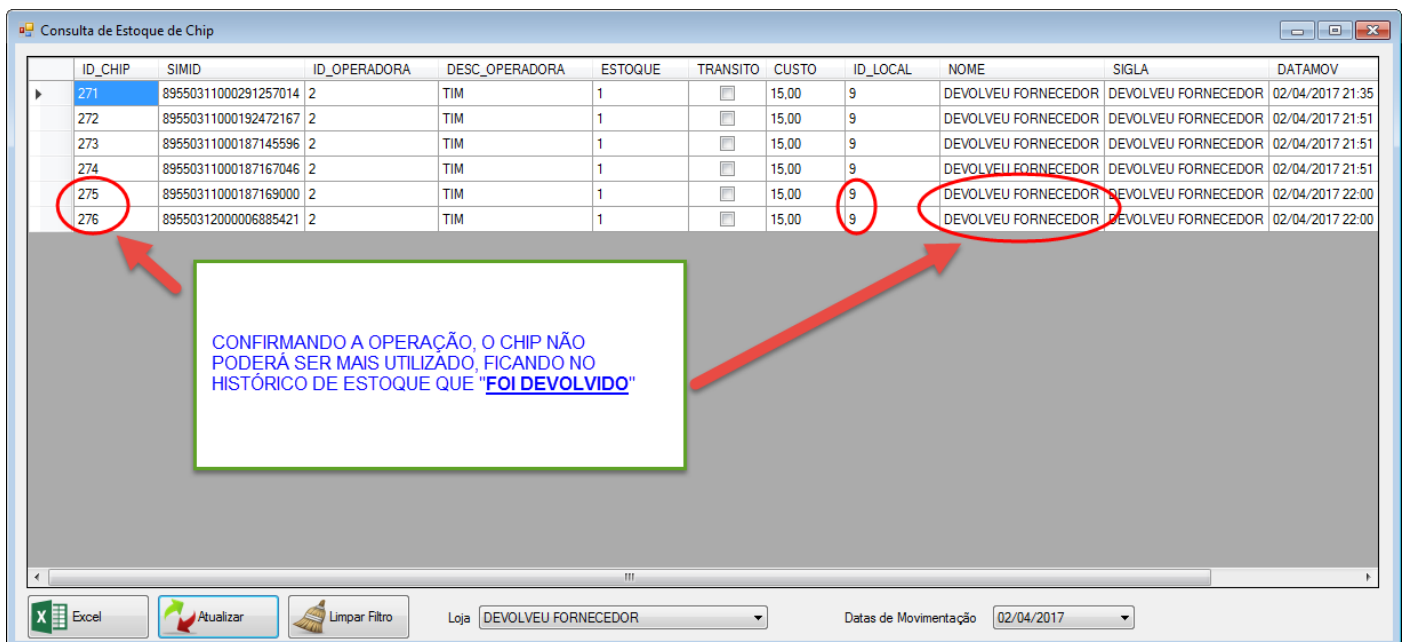 Consulta de Estoque de Chip
ID_CHIP SIMID ID_OPERADORA DESC_OPERADORA ESTOQUE TRANSITO CUSTO ID_LOCAL NOME SIGLA DATAMOV
271 89550311000291257014 2 TIM 1 15,00 9 DEVOLVEU FORNECEDOR DEVOLVEU FORNECEDOR 02/04/2017 21:35
272 89550311000192472167 2 TIM 1 15,00 9 DEVOLVEU FORNECEDOR DEVOLVEU FORNECEDOR 02/04/2017 21:51
273 89550311000187145596 2 TIM 1 15,00 9 DEVOLVEU FORNECEDOR DEVOLVEU FORNECEDOR 02/04/2017 21:51
274 89550311000187167046 2 TIM 1 15,00 9 DEVOLVEU FORNECEDOR DEVOLVEU FORNECEDOR 02/04/2017 21:51
275 89550311000187169000 2 TIM 1 15,00 9 DEVOLVEU FORNECEDOR DEVOLVEU FORNECEDOR 02/04/2017 22:00
276 89550312000006885421 2 TIM 1 15,00 9 DEVOLVEU FORNECEDOR DEVOLVEU FORNECEDOR 02/04/2017 22:00
CONFIRMANDO A OPERAÇÃO, O CHIP NÃO
PODERÁ SER MAIS UTILIZADO, FICANDO NO
HISTÓRICO DE ESTOQUE QUE "FOI DEVOLVIDO"
Excel Atualizar Limpar Filtro Loja DEVOLVEU FORNECEDOR Datas de Movimentação 02/04/2017